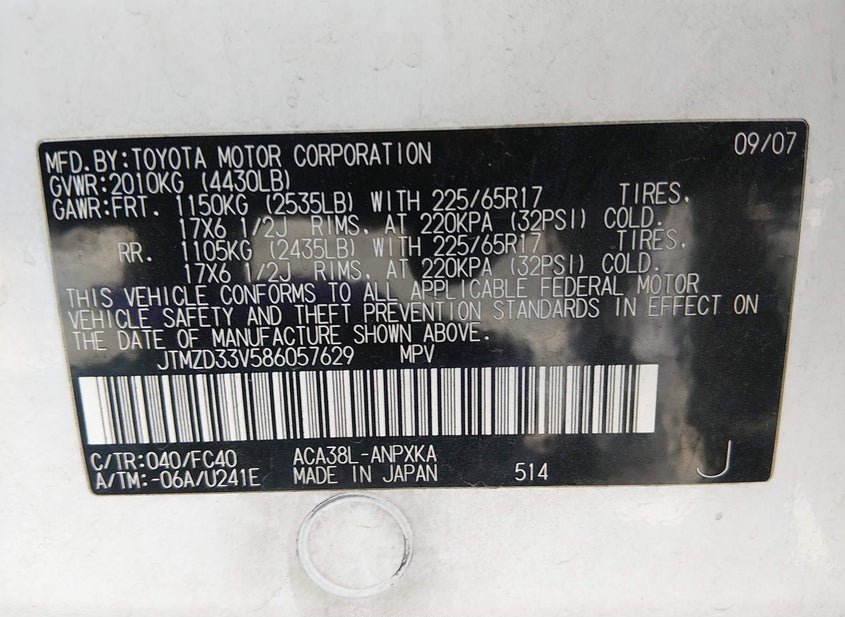 MFD.BY:TOYOTA MOTOR CORPORATION 09/07
GVWR:2010KG (4430LB)
GAWR:FRT. 1150KG (2535LB) WITH 225/65R17 TIRES,
17X6 1/2J RIMS, AT 220KPA (32PSI) COLD.
RR. 1105KG (2435LB) WITH 225/65R17 TIRES,
17X6 1/2J RIMS, AT 220KPA (32PSI) COLD.
THIS VEHICLE CONFORMS TO ALL APPLICABLE FEDERAL MOTOR
VEHICLE SAFETY AND THEFT PREVENTION STANDARDS IN EFFECT ON
THE DATE OF MANUFACTURE SHOWN ABOVE.
JTMZD33V586057629 MPV
C/TR:040/FC40 ACA38L-ANPXKA
A/TM:-06A/U241E MADE IN JAPAN 514 J